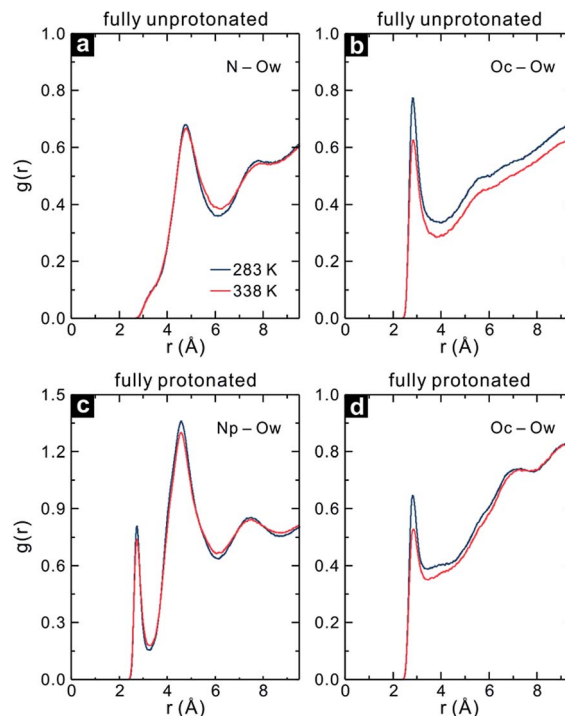 fully unprotonated
a
N – Ow
g(r)
1.0
0.8
0.6
0.4
0.2
0.0
283 K
338 K
0 2 4 6 8
r (Å)
fully unprotonated
b
Oc – Ow
1.0
0.8
0.6
0.4
0.2
0.0
0 2 4 6 8
r (Å)
fully protonated
c
Np – Ow
g(r)
1.5
1.2
0.9
0.6
0.3
0.0
0 2 4 6 8
r (Å)
fully protonated
d
Oc – Ow
1.0
0.8
0.6
0.4
0.2
0.0
0 2 4 6 8
r (Å)